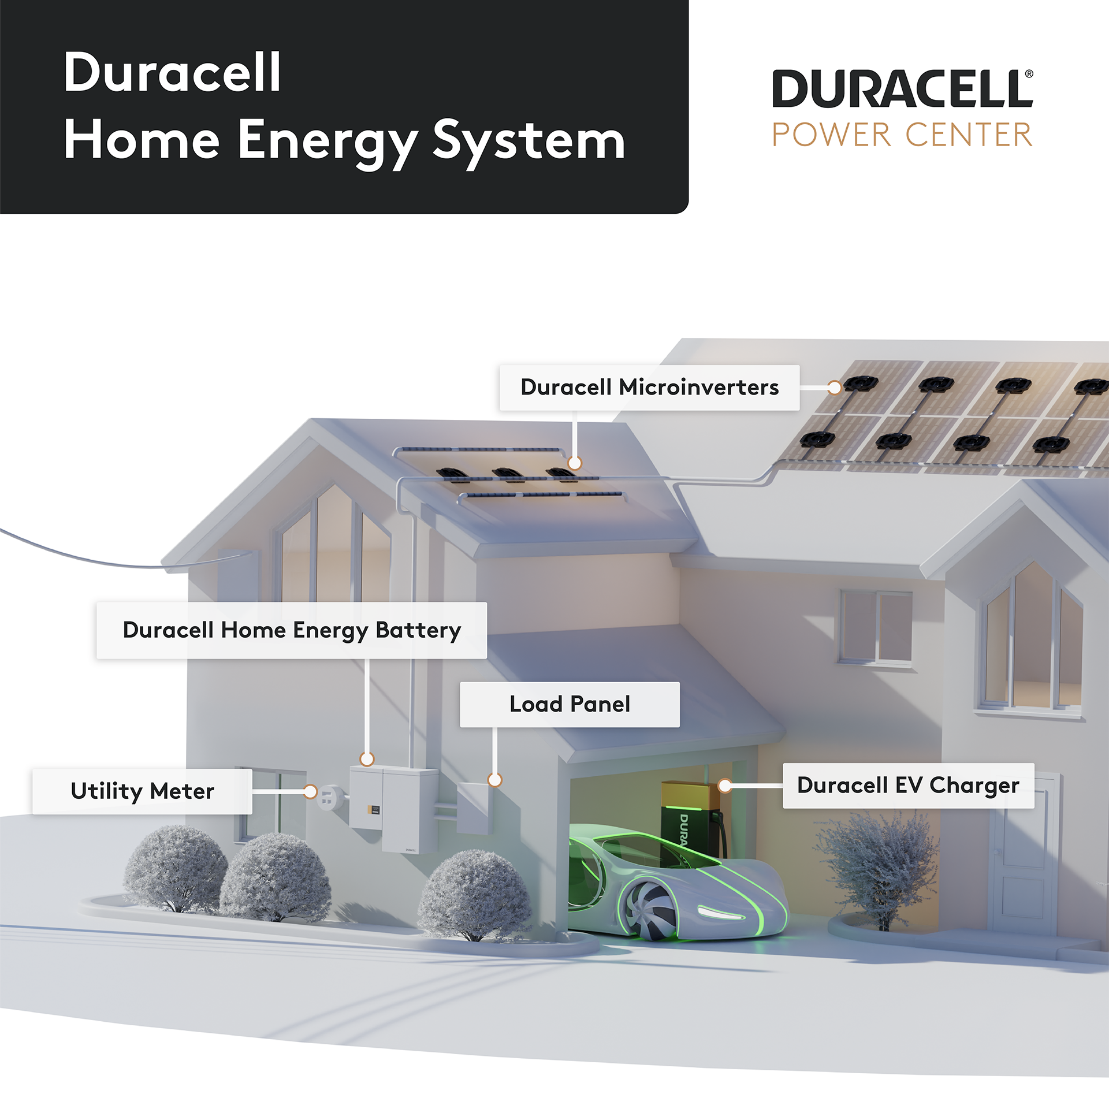 Duracell
Home Energy System
DURACELL®
POWER CENTER
Duracell Microinverters
Duracell Home Energy Battery
Load Panel
Utility Meter
Duracell EV Charger
DURA